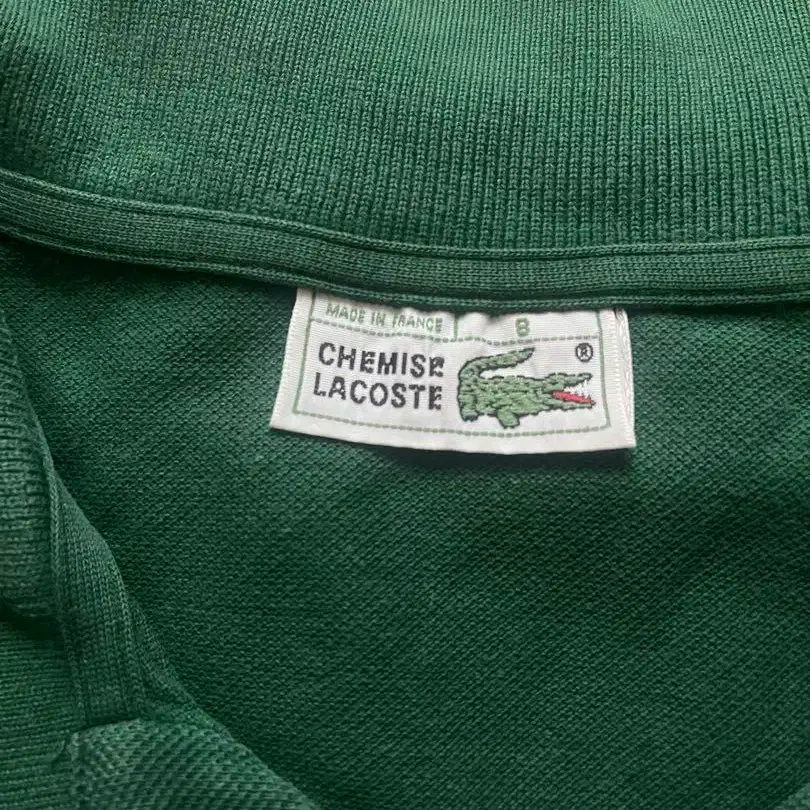 MADE IN FRANCE 8
CHEMISE
LACOSTE
®